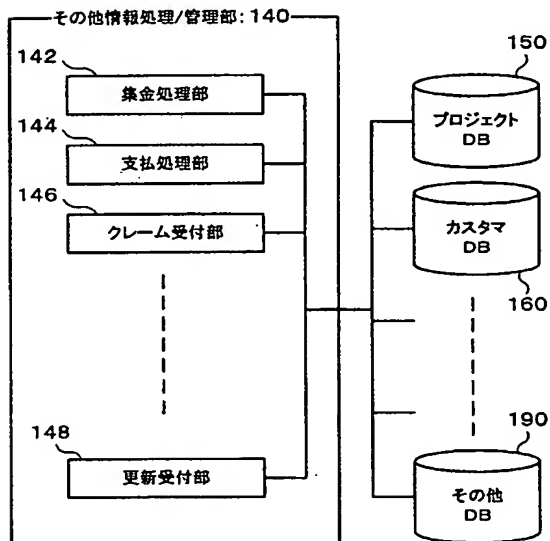 その他情報処理/管理部:140
142
集金処理部
144
支払処理部
146
クレーム受付部
148
更新受付部
150
プロジェクト
DB
カスタマ
DB
160
190
その他
DB